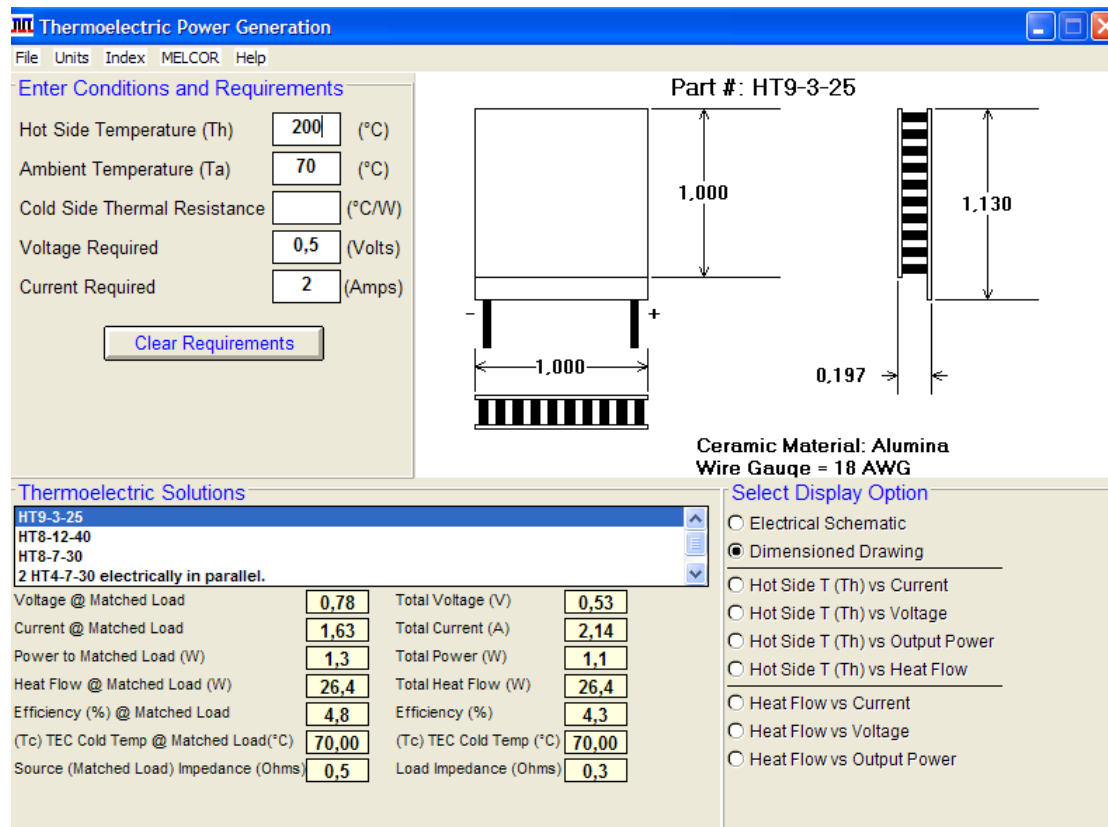 Thermoelectric Power Generation
File Units Index MELCOR Help
Enter Conditions and Requirements
Hot Side Temperature (Th) 200 (°C)
Ambient Temperature (Ta) 70 (°C)
Cold Side Thermal Resistance (°C/W)
Voltage Required 0,5 (Volts)
Current Required 2 (Amps)
Clear Requirements
Part #: HT9-3-25
1,000
1,130
- +
1,000
0,197
Ceramic Material: Alumina
Wire Gauge = 18 AWG
Thermoelectric Solutions
HT9-3-25
HT8-12-40
HT8-7-30
2 HT4-7-30 electrically in parallel.
Voltage @ Matched Load 0,78 Total Voltage (V) 0,53
Current @ Matched Load 1,63 Total Current (A) 2,14
Power to Matched Load (W) 1,3 Total Power (W) 1,1
Heat Flow @ Matched Load (W) 26,4 Total Heat Flow (W) 26,4
Efficiency (%) @ Matched Load 4,8 Efficiency (%) 4,3
(Tc) TEC Cold Temp @ Matched Load(°C) 70,00 (Tc) TEC Cold Temp (°C) 70,00
Source (Matched Load) Impedance (Ohms) 0,5 Load Impedance (Ohms) 0,3
Select Display Option
Electrical Schematic
Dimensioned Drawing
Hot Side T (Th) vs Current
Hot Side T (Th) vs Voltage
Hot Side T (Th) vs Output Power
Hot Side T (Th) vs Heat Flow
Heat Flow vs Current
Heat Flow vs Voltage
Heat Flow vs Output Power